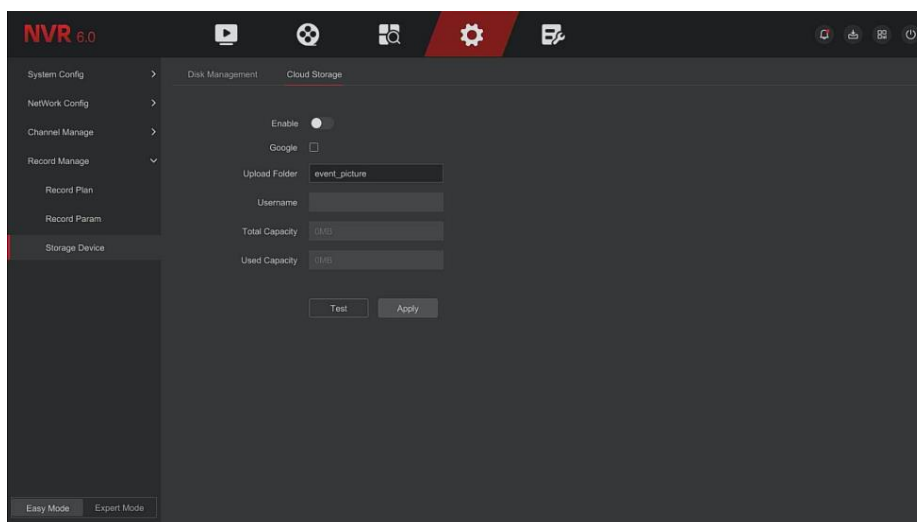 NVR 6.0
System Config
NetWork Config
Channel Manage
Record Manage
Record Plan
Record Param
Storage Device
Easy Mode Expert Mode
Disk Management Cloud Storage
Enable
Google
Upload Folder event_picture
Username
Total Capacity 0MB
Used Capacity 0MB
Test Apply